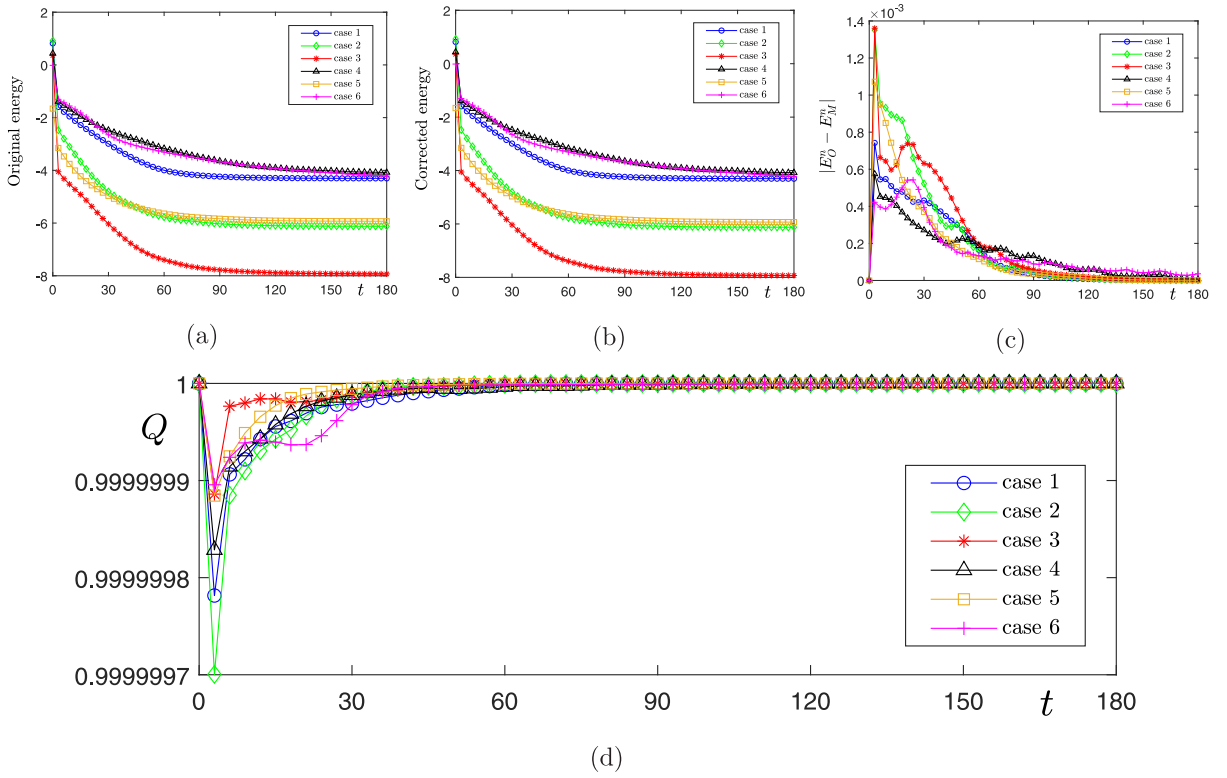 2
0
-2
-4
-6
-8
Original energy
0 30 60 90 120 150 180
t
case 1
case 2
case 3
case 4
case 5
case 6
(a)
2
0
-2
-4
-6
-8
Corrected energy
0 30 60 90 120 150 180
t
case 1
case 2
case 3
case 4
case 5
case 6
(b)
×10⁻³
1.4
1.2
1
0.8
0.6
0.4
0.2
0
|Eⁿ_O − Eⁿ_M|
0 30 60 90 120 150 180
t
case 1
case 2
case 3
case 4
case 5
case 6
(c)
1
Q
0.9999999
0.9999998
0.9999997
0 30 60 90 120 150 180
t
case 1
case 2
case 3
case 4
case 5
case 6
(d)